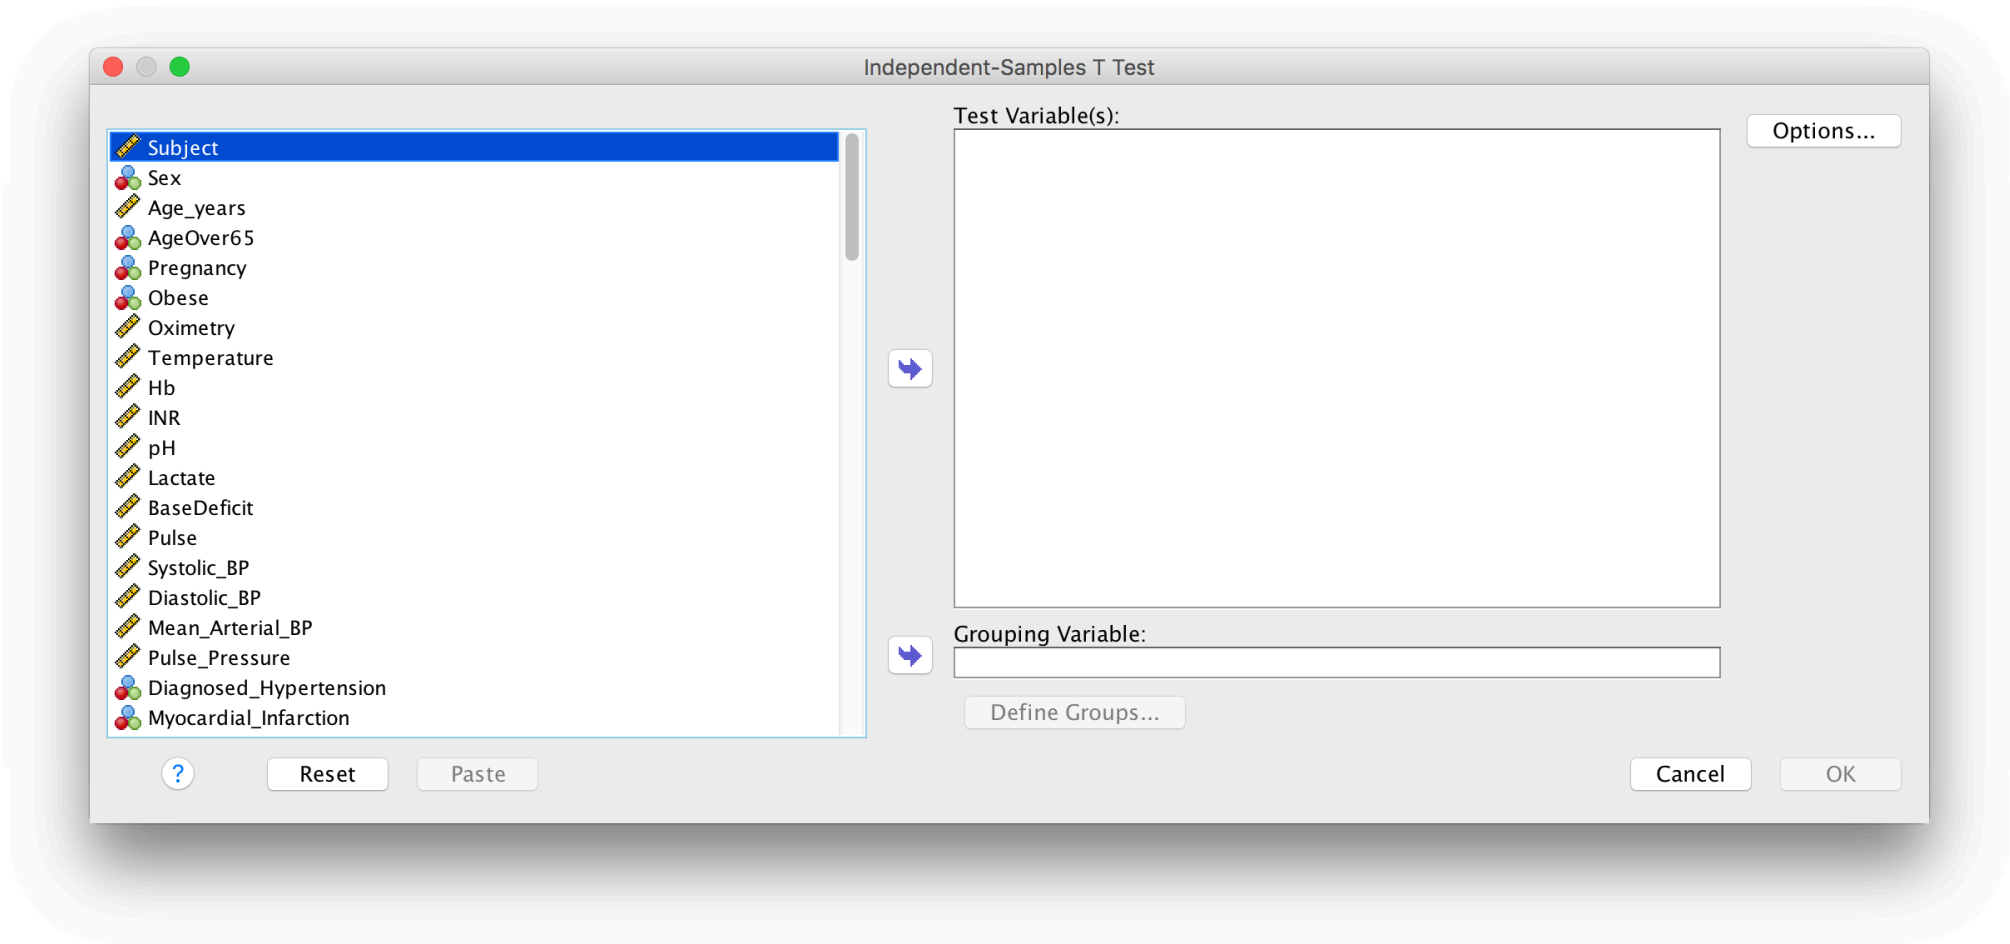 Independent-Samples T Test
Subject
Sex
Age_years
AgeOver65
Pregnancy
Obese
Oximetry
Temperature
Hb
INR
pH
Lactate
BaseDeficit
Pulse
Systolic_BP
Diastolic_BP
Mean_Arterial_BP
Pulse_Pressure
Diagnosed_Hypertension
Myocardial_Infarction
Test Variable(s):
Options...
Grouping Variable:
Define Groups...
?
Reset
Paste
Cancel
OK